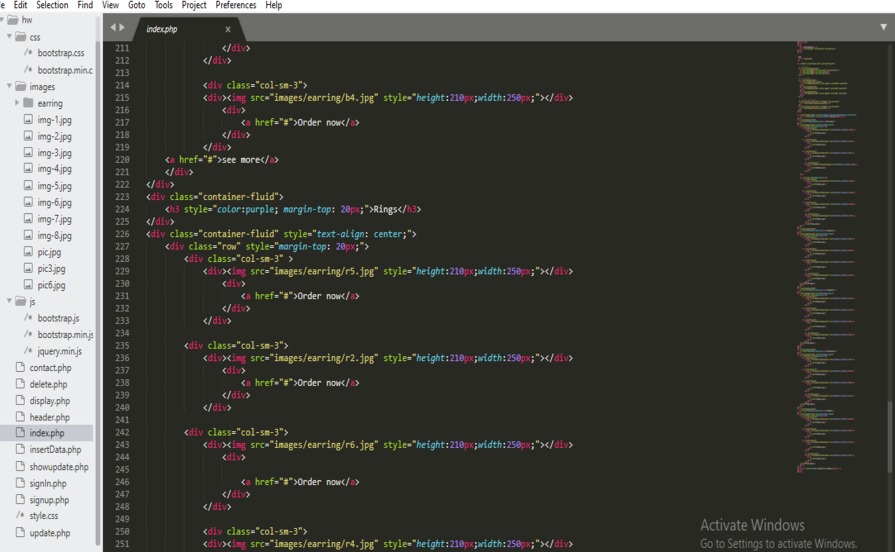 le Edit Selection Find View Goto Tools Project Preferences Help
hw
css
/* bootstrap.css
/* bootstrap.min.c
images
earring
img-1.jpg
img-2.jpg
img-3.jpg
img-4.jpg
img-5.jpg
img-6.jpg
img-7.jpg
img-8.jpg
pic.jpg
pic3.jpg
pic6.jpg
js
/* bootstrap.js
/* bootstrap.min.js
/* jquery.min.js
contact.php
delete.php
display.php
header.php
index.php
insertData.php
showupdate.php
signIn.php
signup.php
/* style.css
update.php
index.php x
211 </div>
212 </div>
213
214 <div class="col-sm-3">
215 <div><img src="images/earring/b4.jpg" style="height:210px;width:250px;"></div>
216 <div>
217 <a href="#">Order now</a>
218 </div>
219 </div>
220 <a href="#">see more</a>
221 </div>
222 </div>
223 <div class="container-fluid">
224 <h3 style="color:purple; margin-top: 20px;">Rings</h3>
225 </div>
226 <div class="container-fluid" style="text-align: center;">
227 <div class="row" style="margin-top: 20px;">
228 <div class="col-sm-3" >
229 <div><img src="images/earring/r5.jpg" style="height:210px;width:250px;"></div>
230 <div>
231 <a href="#">Order now</a>
232 </div>
233 </div>
234
235 <div class="col-sm-3">
236 <div><img src="images/earring/r2.jpg" style="height:210px;width:250px;"></div>
237 <div>
238 <a href="#">Order now</a>
239 </div>
240 </div>
241
242 <div class="col-sm-3">
243 <div><img src="images/earring/r6.jpg" style="height:210px;width:250px;"></div>
244 <div>
245
246 <a href="#">Order now</a>
247 </div>
248 </div>
249
250 <div class="col-sm-3">
251 <div><img src="images/earring/r4.jpg" style="height:210px;width:250px;"></div>
Activate Windows
Go to Settings to activate Windows.